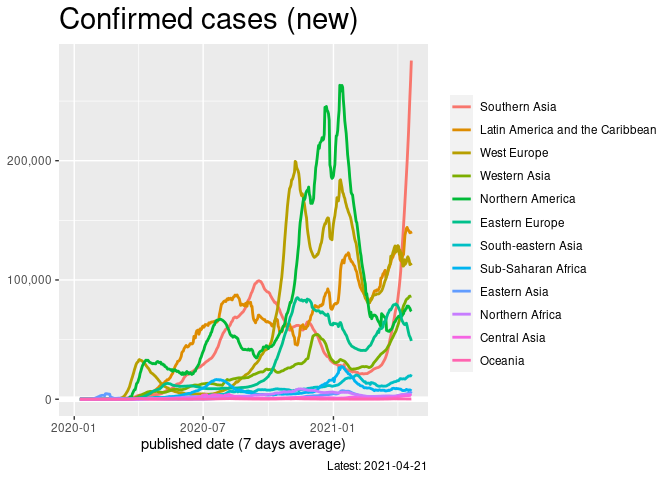 Confirmed cases (new)
200,000
100,000
0
2020-01
2020-07
2021-01
published date (7 days average)
Latest: 2021-04-21
Southern Asia
Latin America and the Caribbean
West Europe
Western Asia
Northern America
Eastern Europe
South-eastern Asia
Sub-Saharan Africa
Eastern Asia
Northern Africa
Central Asia
Oceania